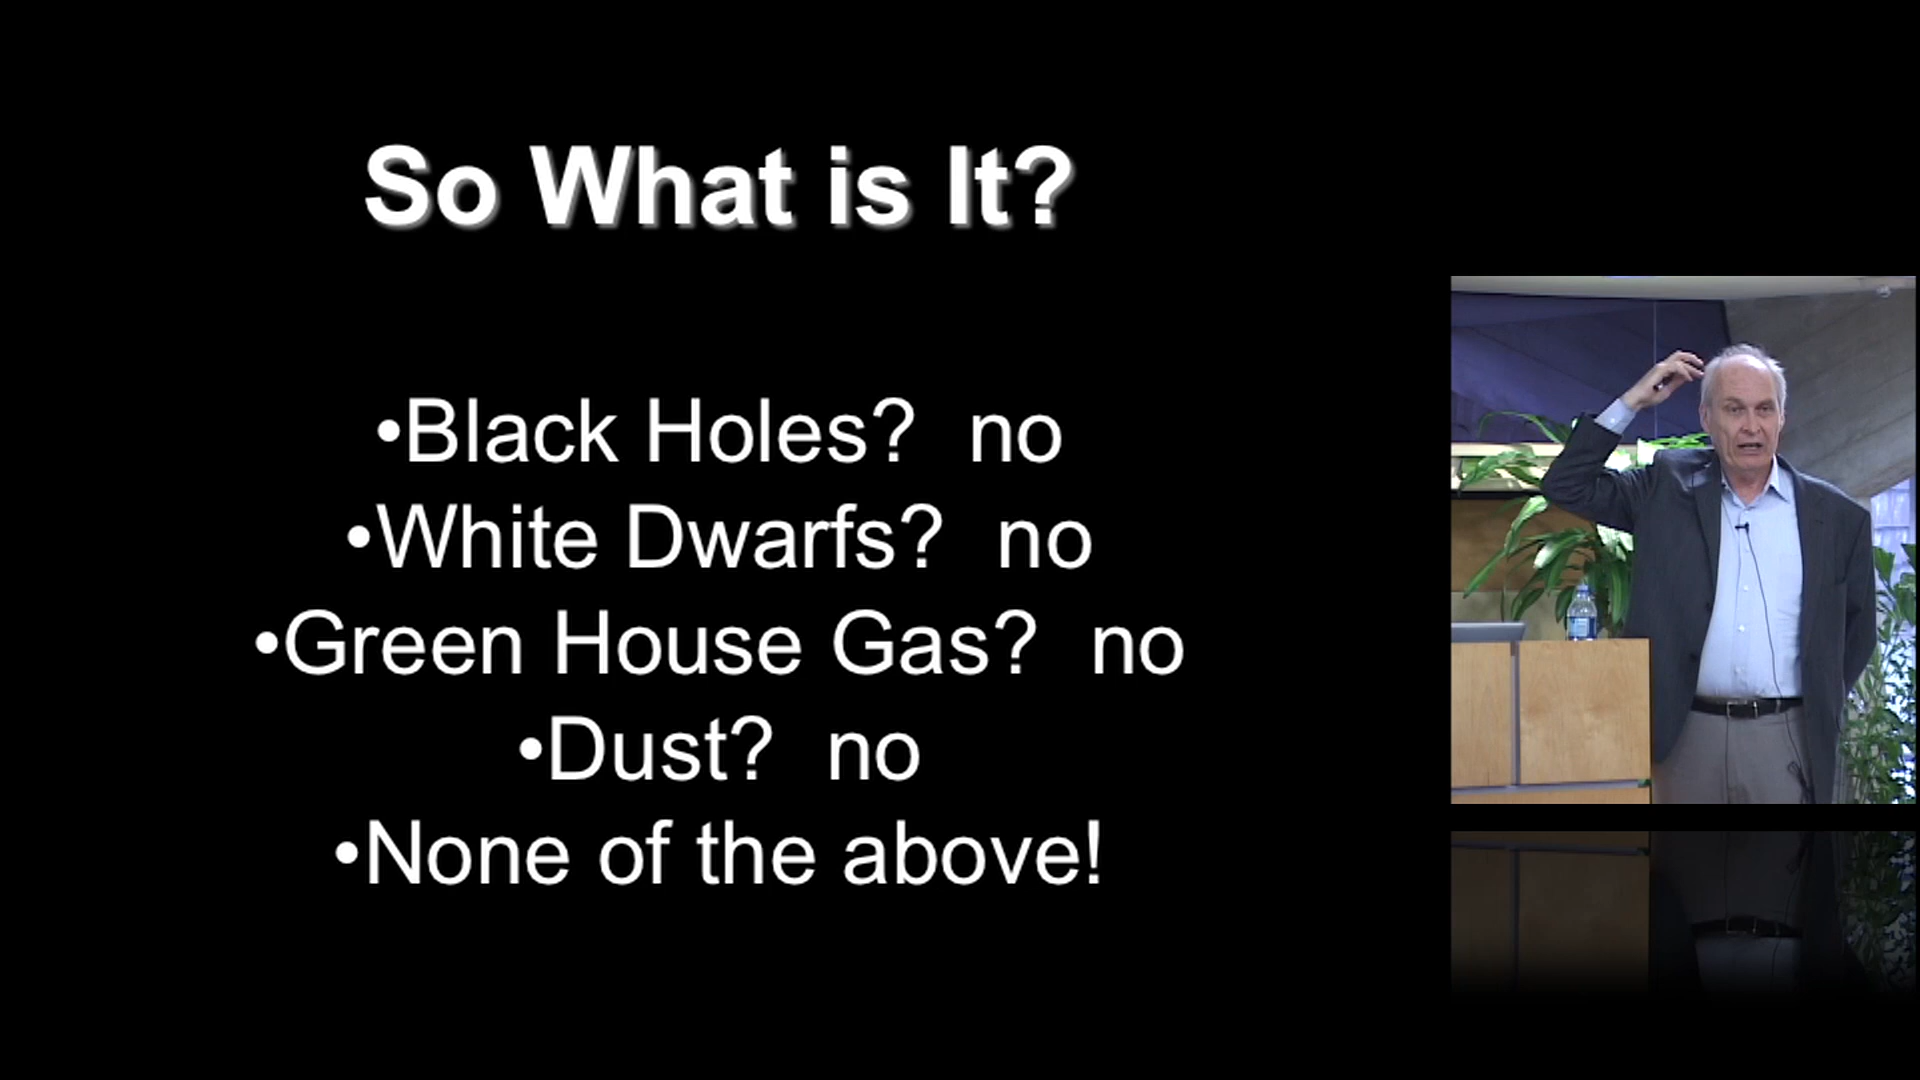 So What is It?
•Black Holes?  no
•White Dwarfs?  no
•Green House Gas?  no
•Dust?  no
•None of the above!